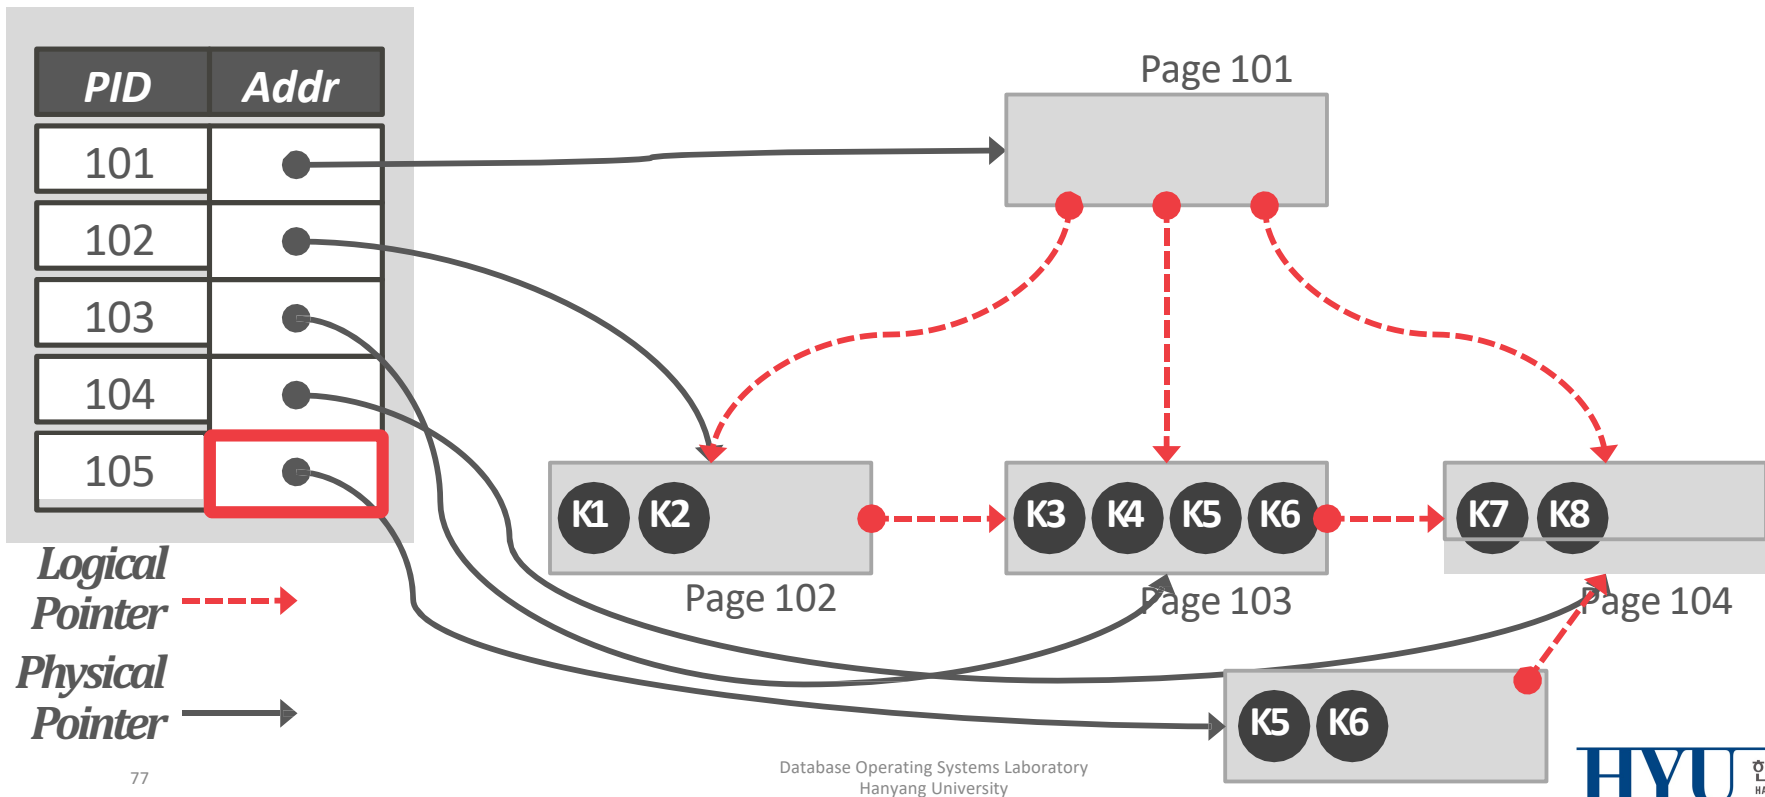 PID Addr
101
102
103
104
105
Logical
Pointer
Physical
Pointer
Page 101
K1 K2
K3 K4 K5 K6
K7 K8
Page 102
Page 103
Page 104
K5 K6
77
Database Operating Systems Laboratory
Hanyang University
HYU